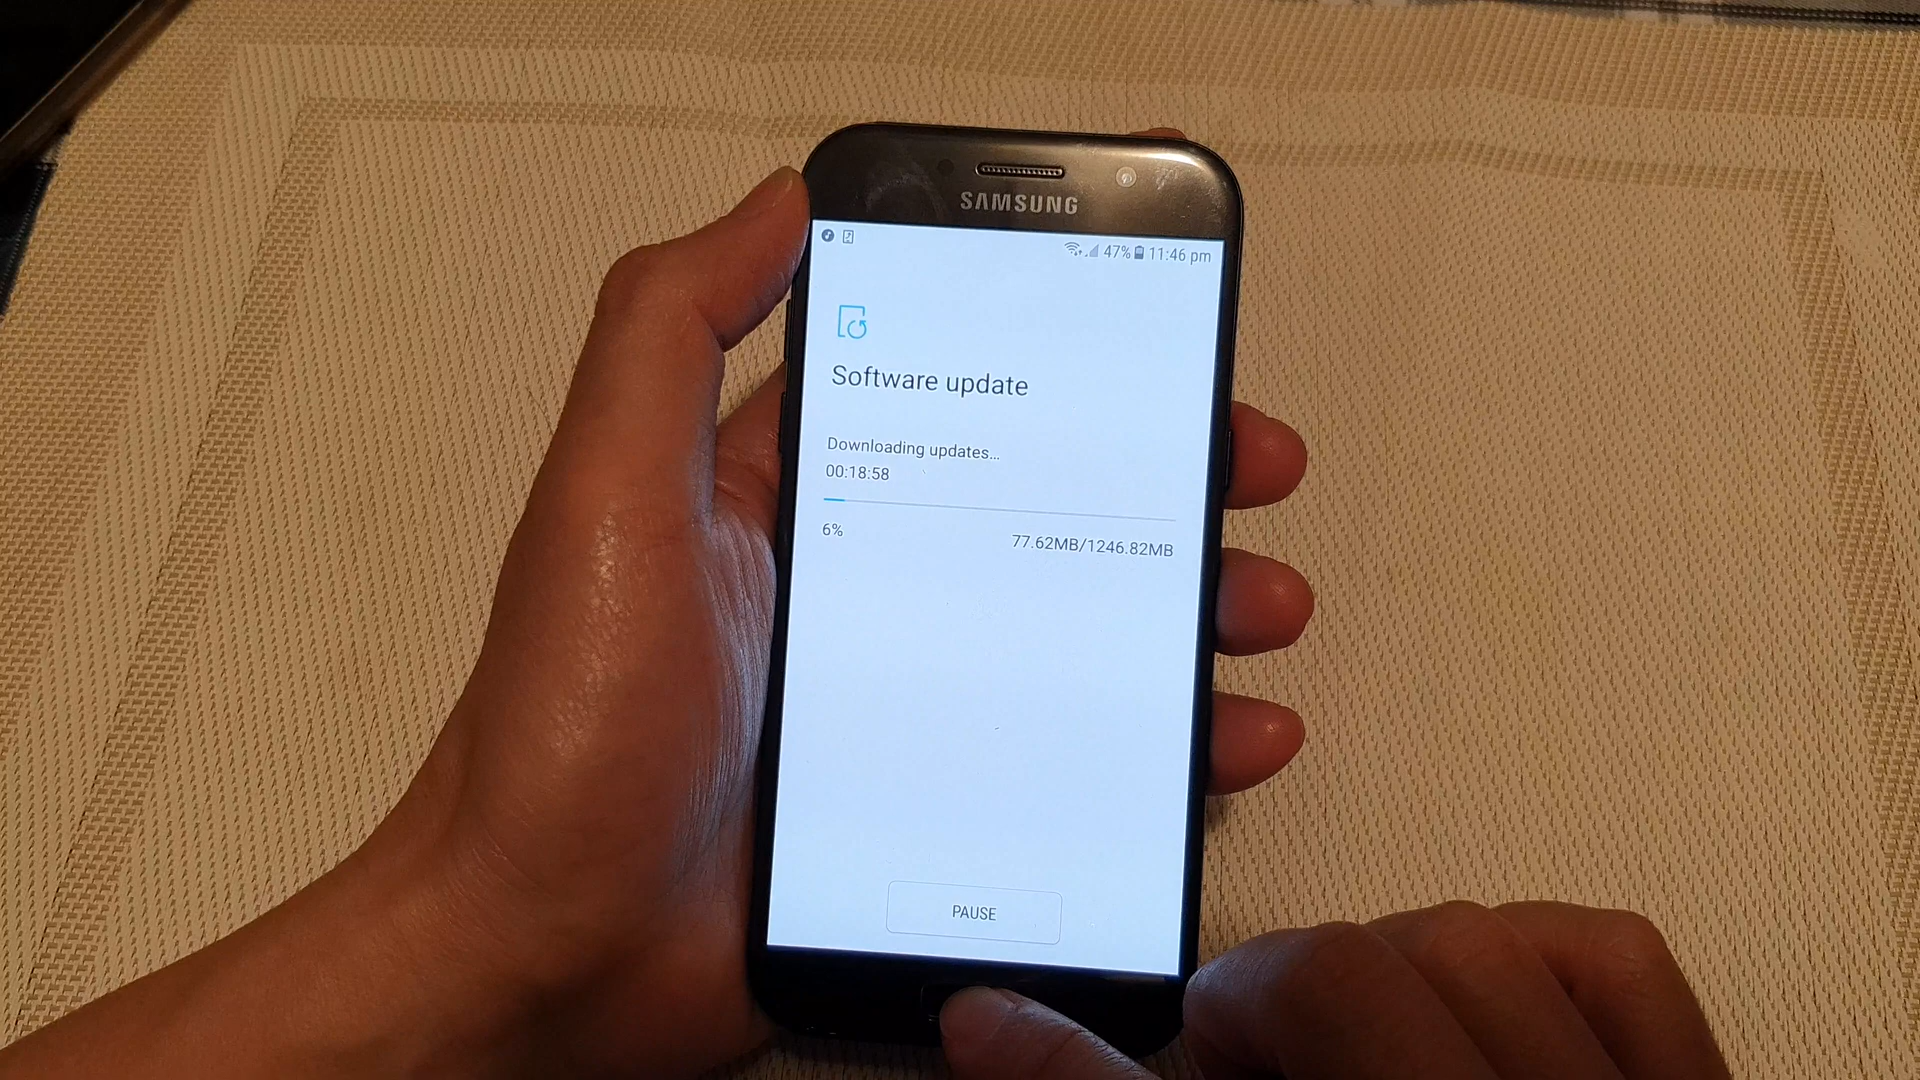 SAMSUNG
47% 11:46 pm
Software update
Downloading updates...
00:18:58
6% 77.62MB/1246.82MB
PAUSE